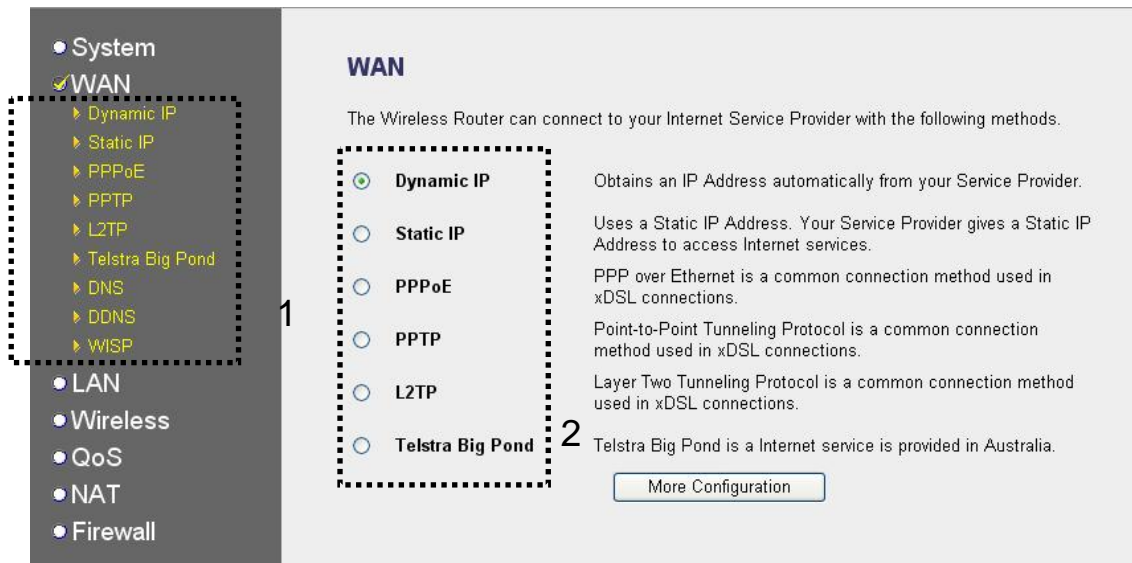 System
WAN
Dynamic IP
Static IP
PPPoE
PPTP
L2TP
Telstra Big Pond
DNS
DDNS
WISP
1
LAN
Wireless
QoS
NAT
Firewall
WAN
The Wireless Router can connect to your Internet Service Provider with the following methods.
Dynamic IP
Obtains an IP Address automatically from your Service Provider.
Static IP
Uses a Static IP Address. Your Service Provider gives a Static IP
Address to access Internet services.
PPPoE
PPP over Ethernet is a common connection method used in
xDSL connections.
PPTP
Point-to-Point Tunneling Protocol is a common connection
method used in xDSL connections.
L2TP
Layer Two Tunneling Protocol is a common connection method
used in xDSL connections.
Telstra Big Pond
2
Telstra Big Pond is a Internet service is provided in Australia.
More Configuration